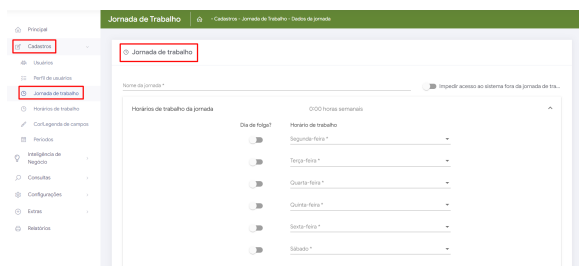 Jornada de Trabalho
- Cadastros - Jornada de Trabalho - Dados da jornada
Principal
Cadastros
Usuários
Perfil de usuários
Jornada de trabalho
Horários de trabalho
Conf.Legenda de campos
Períodos
Inteligência de
Negócio
Consultas
Configurações
Extras
Relatórios
Jornada de trabalho
Nome da jornada *
Impedir acesso ao sistema fora da jornada de tra...
Horários de trabalho da jornada
0:00 horas semanais
Dia de folga?
Horário de trabalho
Segunda-feira *
Terça-feira *
Quarta-feira *
Quinta-feira *
Sexta-feira *
Sábado *